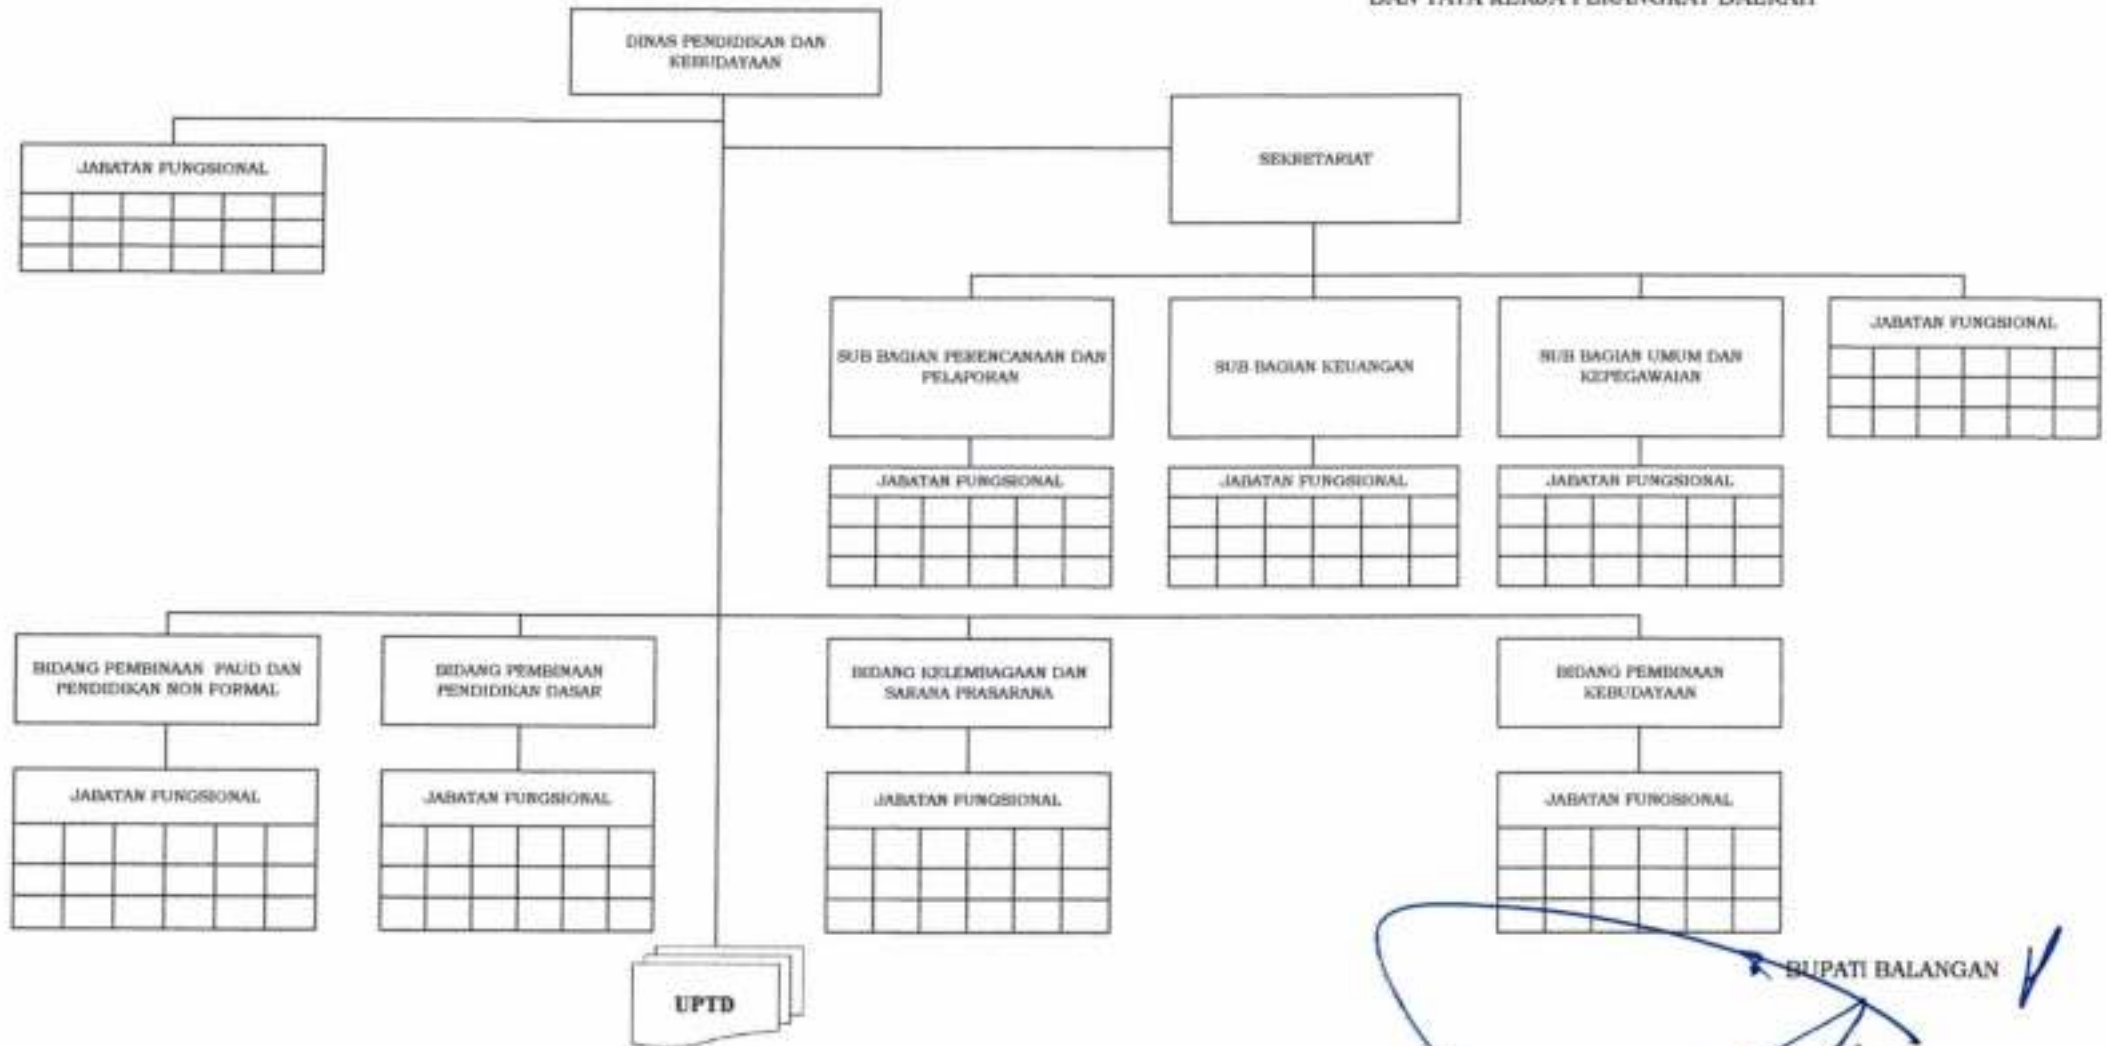 DAN TATA KERJA PERANGKAT DAERAH
DINAS PENDIDIKAN DAN
KEBUDAYAAN
JABATAN FUNGSIONAL
SEKRETARIAT
SUB BAGIAN PERENCANAAN DAN
PELAPORAN
SUB BAGIAN KEUANGAN
SUB BAGIAN UMUM DAN
KEPEGAWAIAN
JABATAN FUNGSIONAL
JABATAN FUNGSIONAL
JABATAN FUNGSIONAL
JABATAN FUNGSIONAL
BIDANG PEMBINAAN PAUD DAN
PENDIDIKAN NON FORMAL
BIDANG PEMBINAAN
PENDIDIKAN DASAR
BIDANG KELEMBAGAAN DAN
SARANA PRASARANA
BIDANG PEMBINAAN
KEBUDAYAAN
JABATAN FUNGSIONAL
JABATAN FUNGSIONAL
JABATAN FUNGSIONAL
JABATAN FUNGSIONAL
UPTD
BUPATI BALANGAN